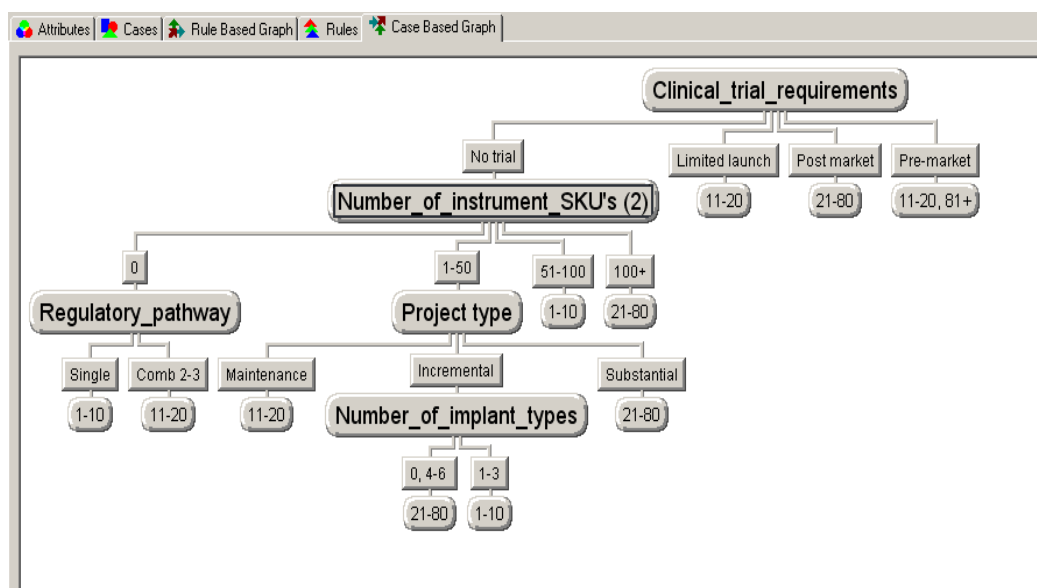 Attributes Cases Rule Based Graph Rules Case Based Graph
Clinical_trial_requirements
No trial Limited launch Post market Pre-market
11-20 21-80 11-20, 81+
Number_of_instrument_SKU's (2)
0 1-50 51-100 100+
1-10 21-80
Regulatory_pathway Project type
Single Comb 2-3 Maintenance Incremental Substantial
1-10 11-20 11-20 21-80
Number_of_implant_types
0, 4-6 1-3
21-80 1-10